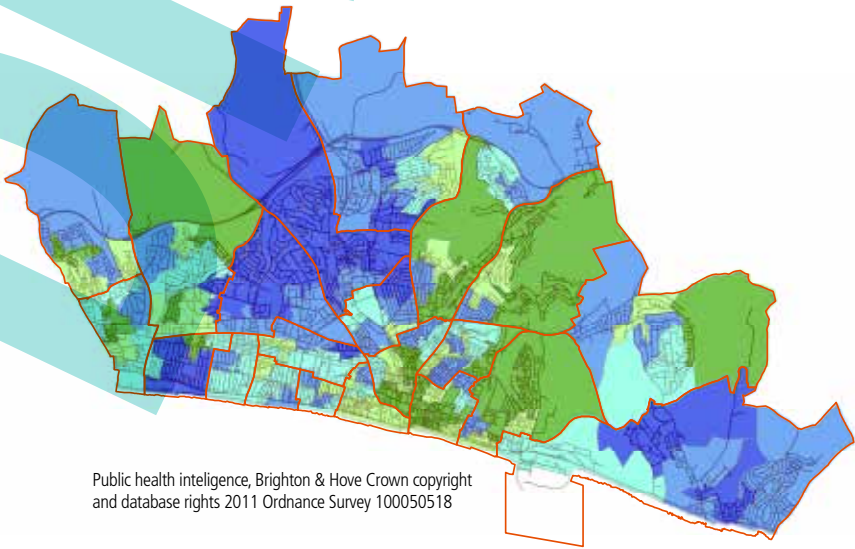 Public health inteligence, Brighton & Hove Crown copyright
and database rights 2011 Ordnance Survey 100050518